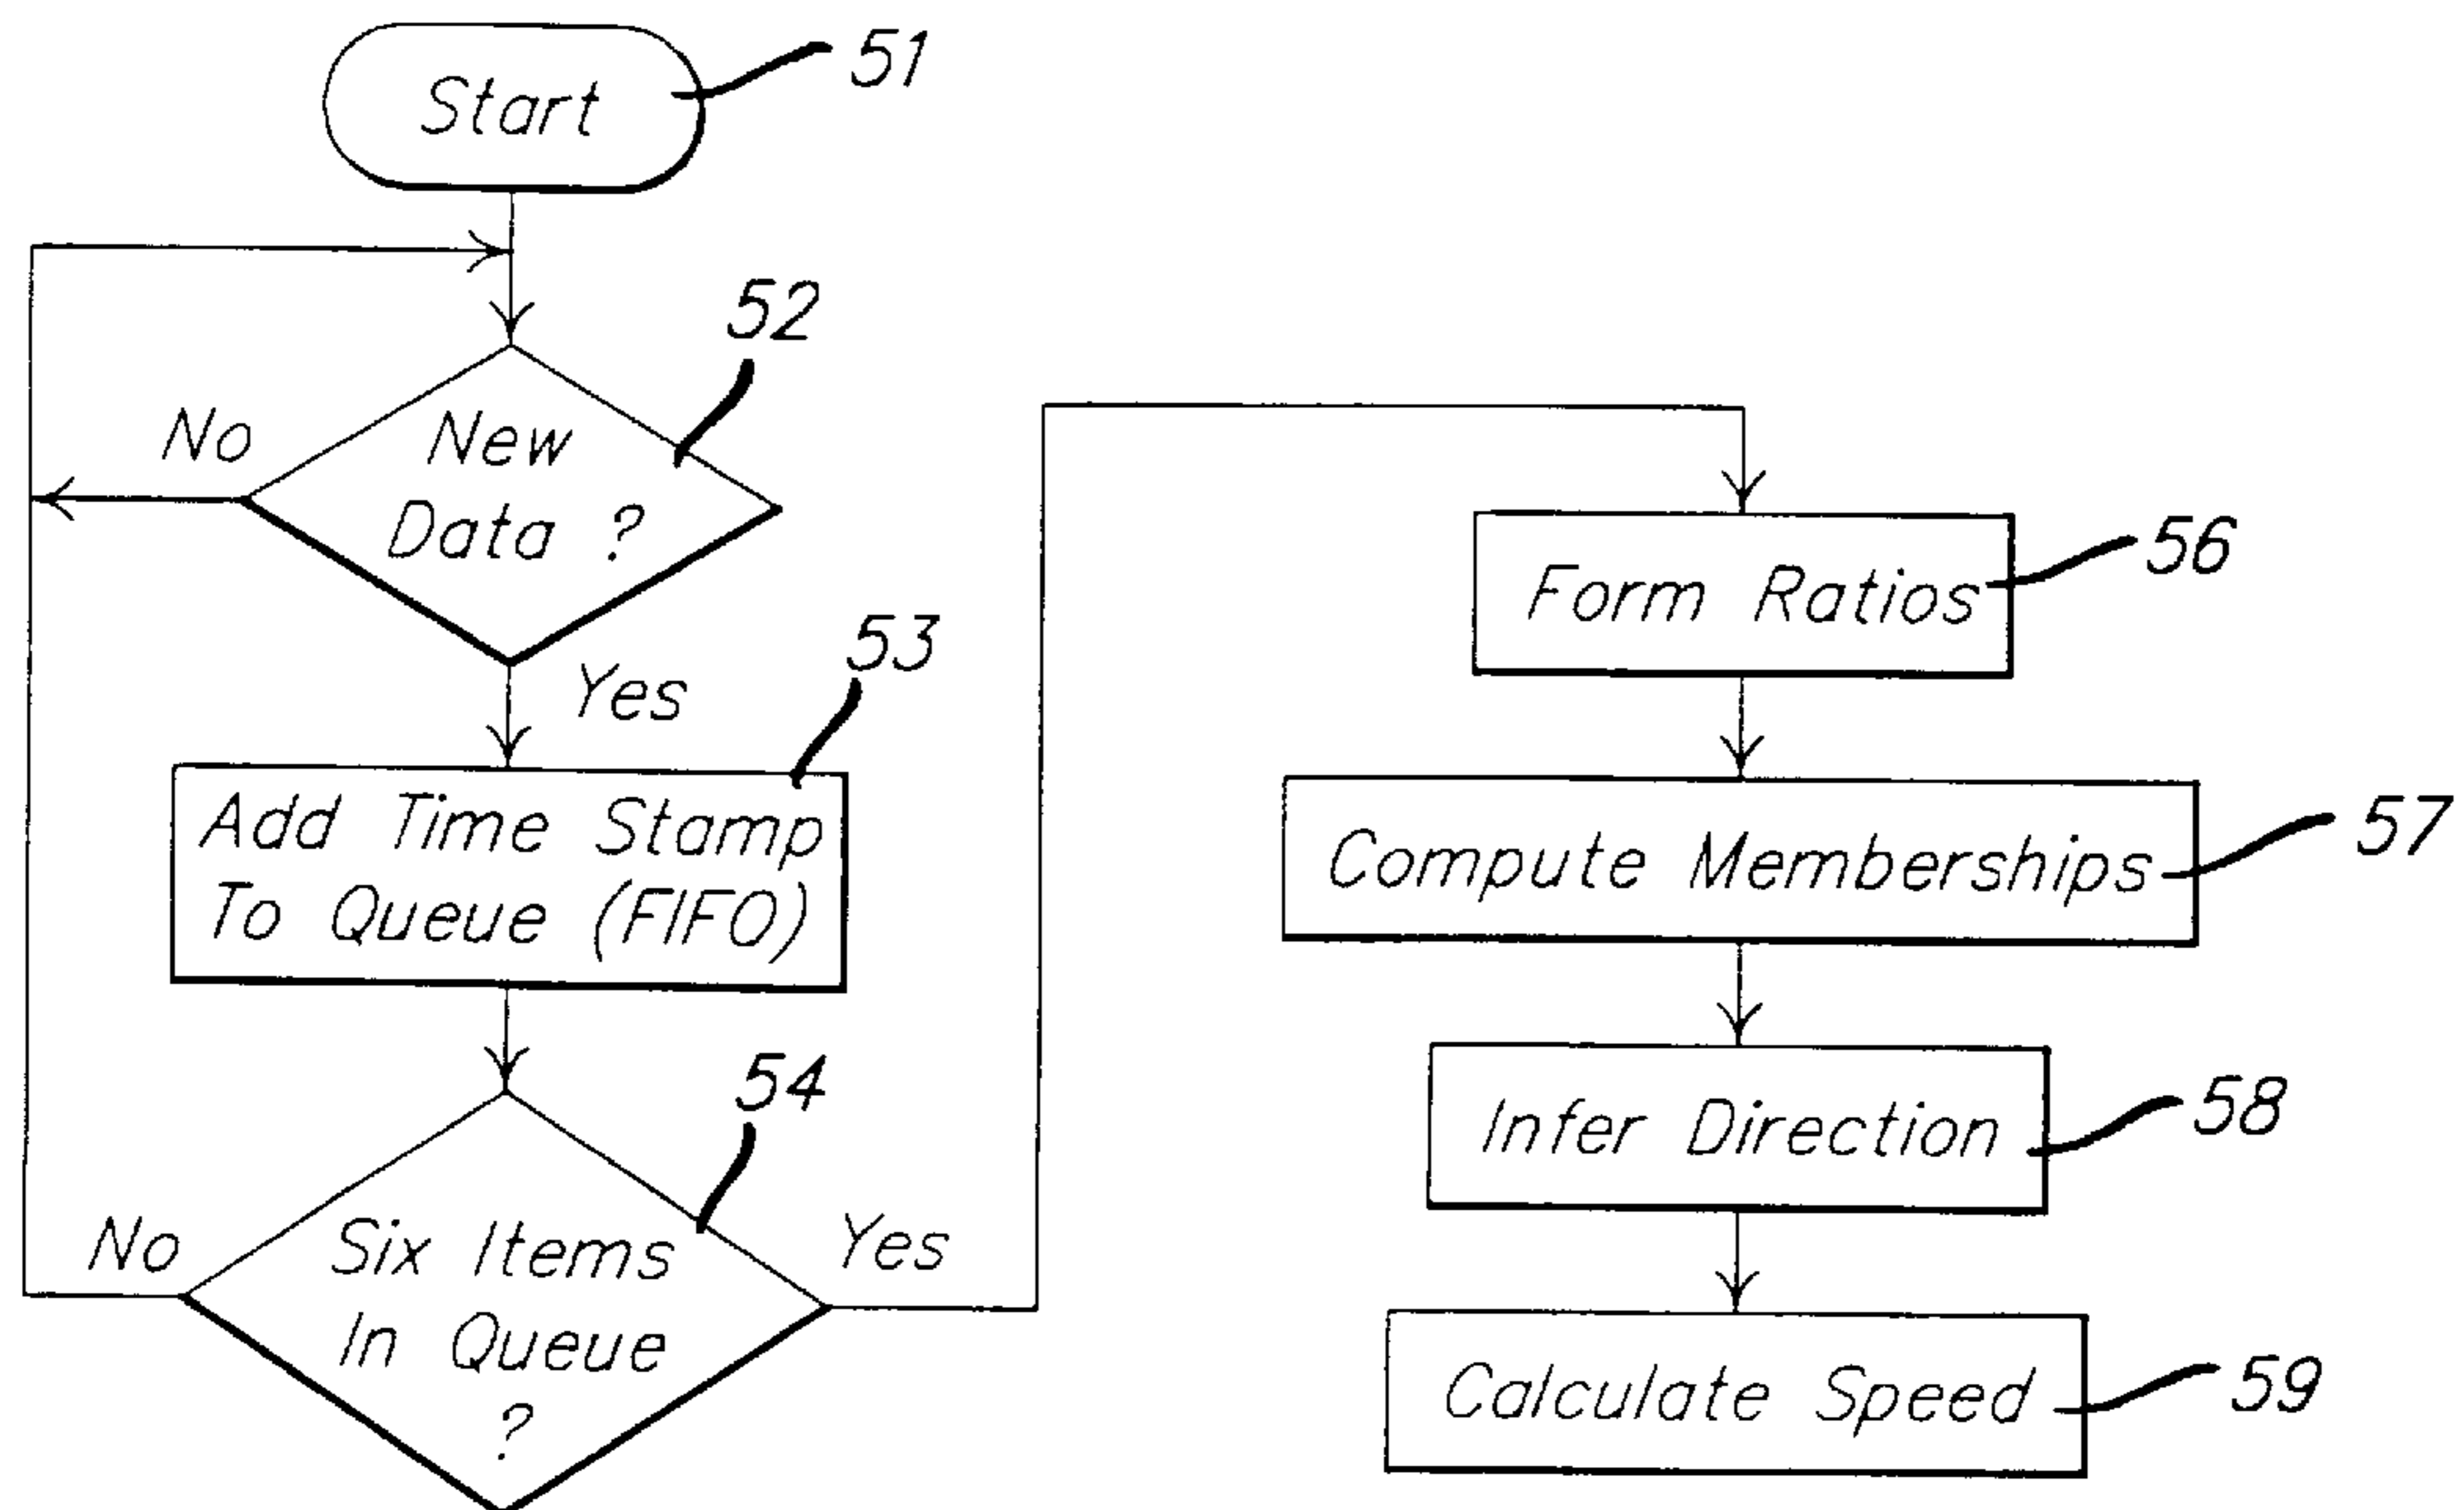 Start
51
52
No
New
Data ?
Yes
53
Add Time Stamp
To Queue (FIFO)
54
No
Six Items
In Queue
?
Yes
Form Ratios
56
Compute Memberships
57
Infer Direction
58
Calculate Speed
59